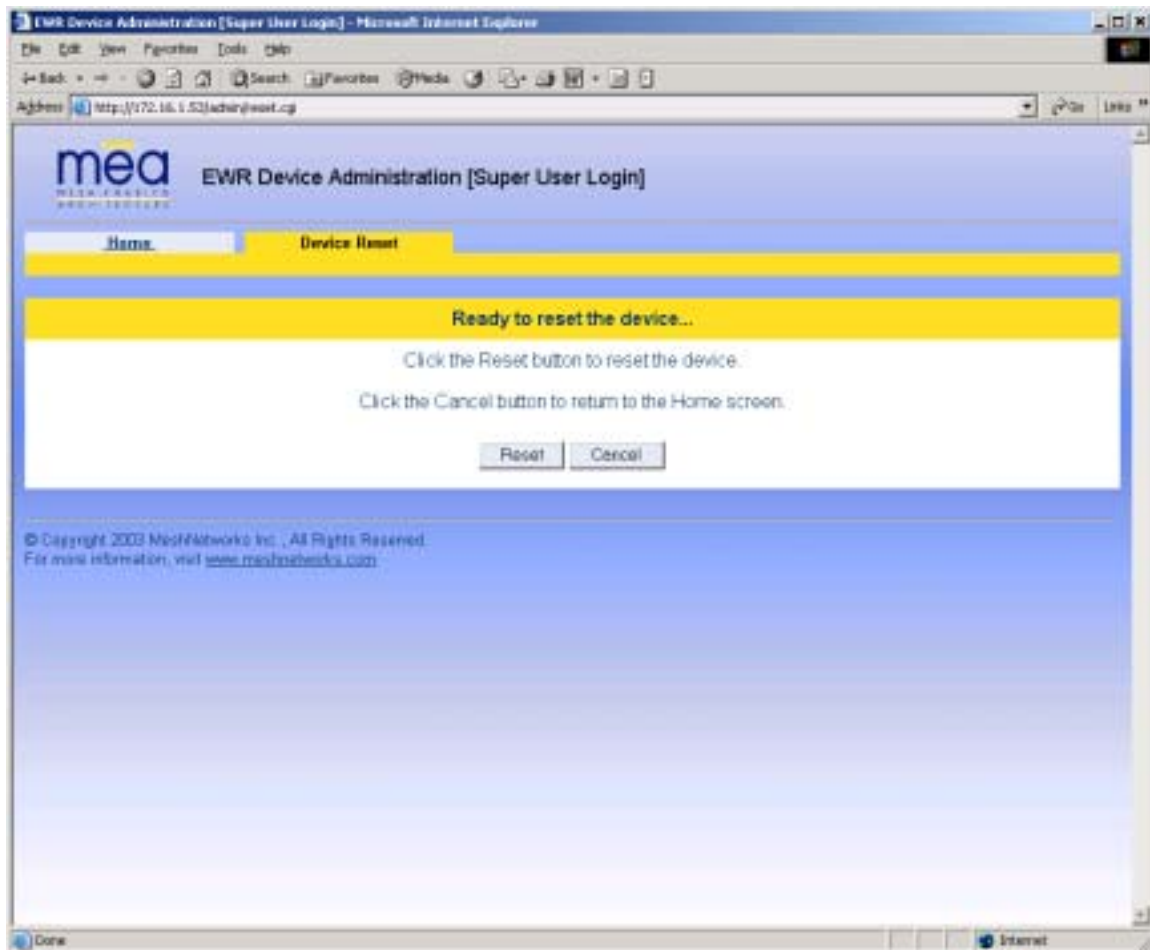 EWR Device Administration [Super User Login] - Microsoft Internet Explorer
File Edit View Favorites Tools Help
Back Search Favorites Media
Address http://172.16.1.52/admin/reset.cgi Go Links
mea
MESH ENABLED
ARCHITECTURE
EWR Device Administration [Super User Login]
Home Device Reset
Ready to reset the device...
Click the Reset button to reset the device.
Click the Cancel button to return to the Home screen.
Reset Cancel
© Copyright 2003 MeshNetworks Inc., All Rights Reserved.
For more information, visit www.meshnetworks.com
Done Internet